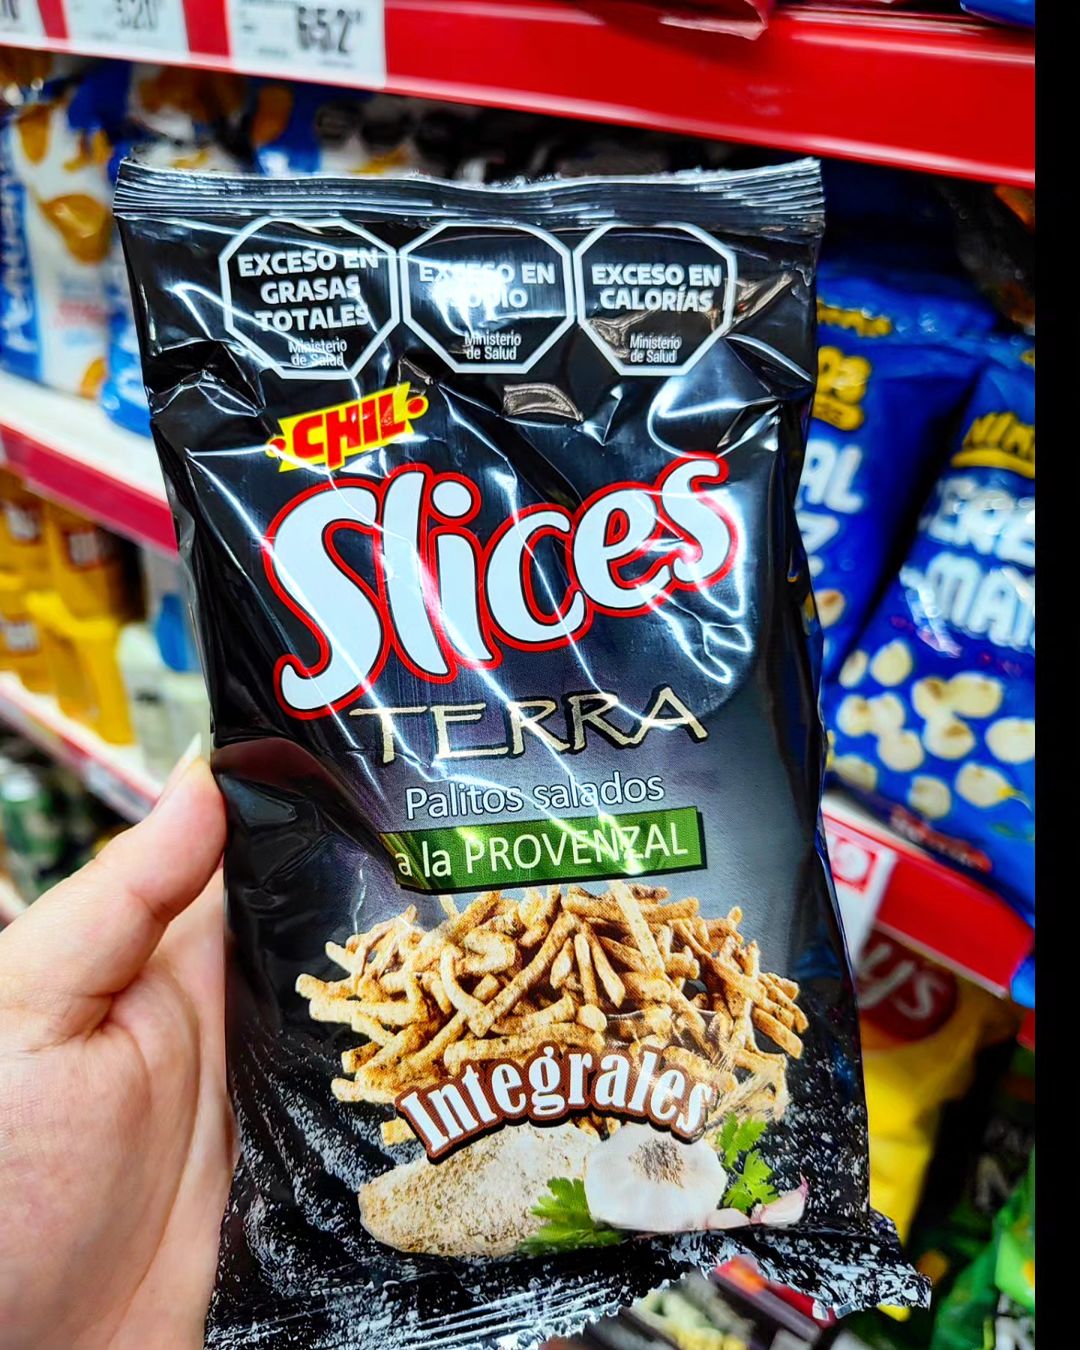 652
EXCESO EN
GRASAS
TOTALES
Ministerio
de Salud
EXCESO EN
SODIO
Ministerio
de Salud
EXCESO EN
CALORÍAS
Ministerio
de Salud
CHIL
Slices
TERRA
Palitos salados
a la PROVENZAL
Integrales